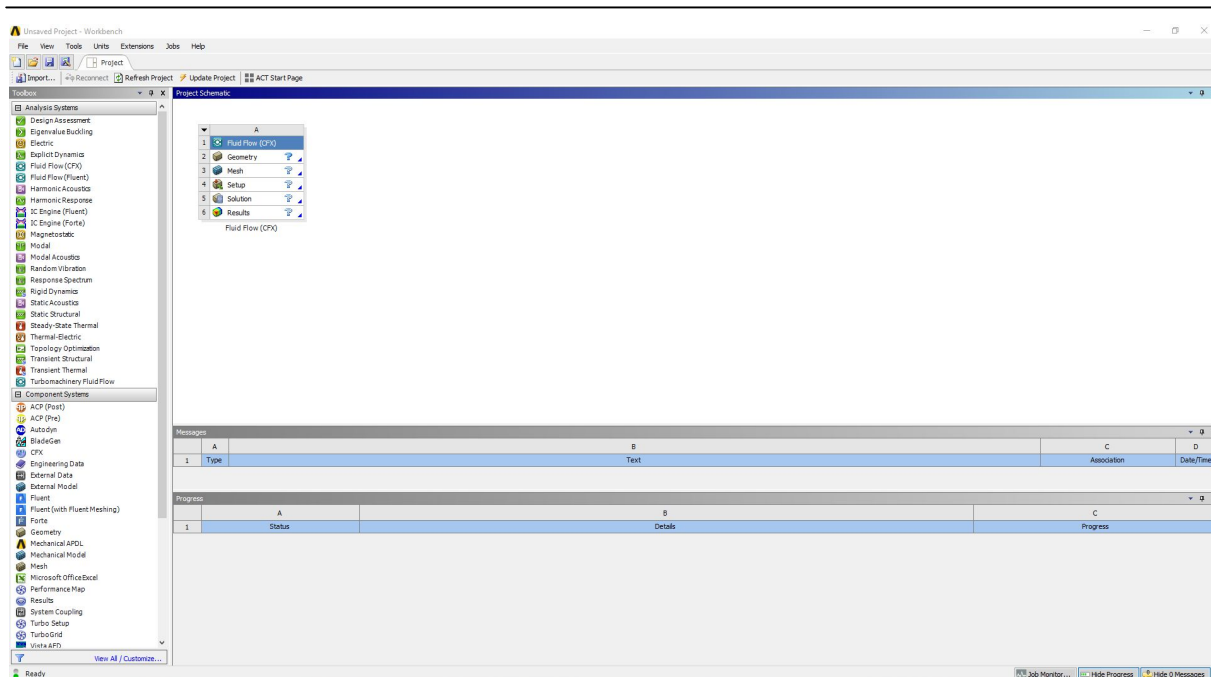 Unsaved Project - Workbench
File View Tools Units Extensions Jobs Help
Project
Import... Reconnect Refresh Project Update Project ACT Start Page
Toolbox
Project Schematic
Analysis Systems
Design Assessment
Eigenvalue Buckling
Electric
Explicit Dynamics
Fluid Flow (CFX)
Fluid Flow (Fluent)
Harmonic Acoustics
Harmonic Response
IC Engine (Fluent)
IC Engine (Forte)
Magnetostatic
Modal
Modal Acoustics
Random Vibration
Response Spectrum
Rigid Dynamics
Static Acoustics
Static Structural
Steady-State Thermal
Thermal-Electric
Topology Optimization
Transient Structural
Transient Thermal
Turbomachinery Fluid Flow
Component Systems
ACP (Post)
ACP (Pre)
Autodyn
BladeGen
CFX
Engineering Data
External Data
External Model
Fluent
Fluent (with Fluent Meshing)
Forte
Geometry
Mechanical APDL
Mechanical Model
Mesh
Microsoft Office Excel
Performance Map
Results
System Coupling
Turbo Setup
TurboGrid
Vista AFD
View All / Customize...
A
1 Fluid Flow (CFX)
2 Geometry ?
3 Mesh ?
4 Setup ?
5 Solution ?
6 Results ?
Fluid Flow (CFX)
Messages
A B C D
1 Type Text Association Date/Time
Progress
A B C
1 Status Details Progress
Ready
Job Monitor... Hide Progress Hide 0 Messages